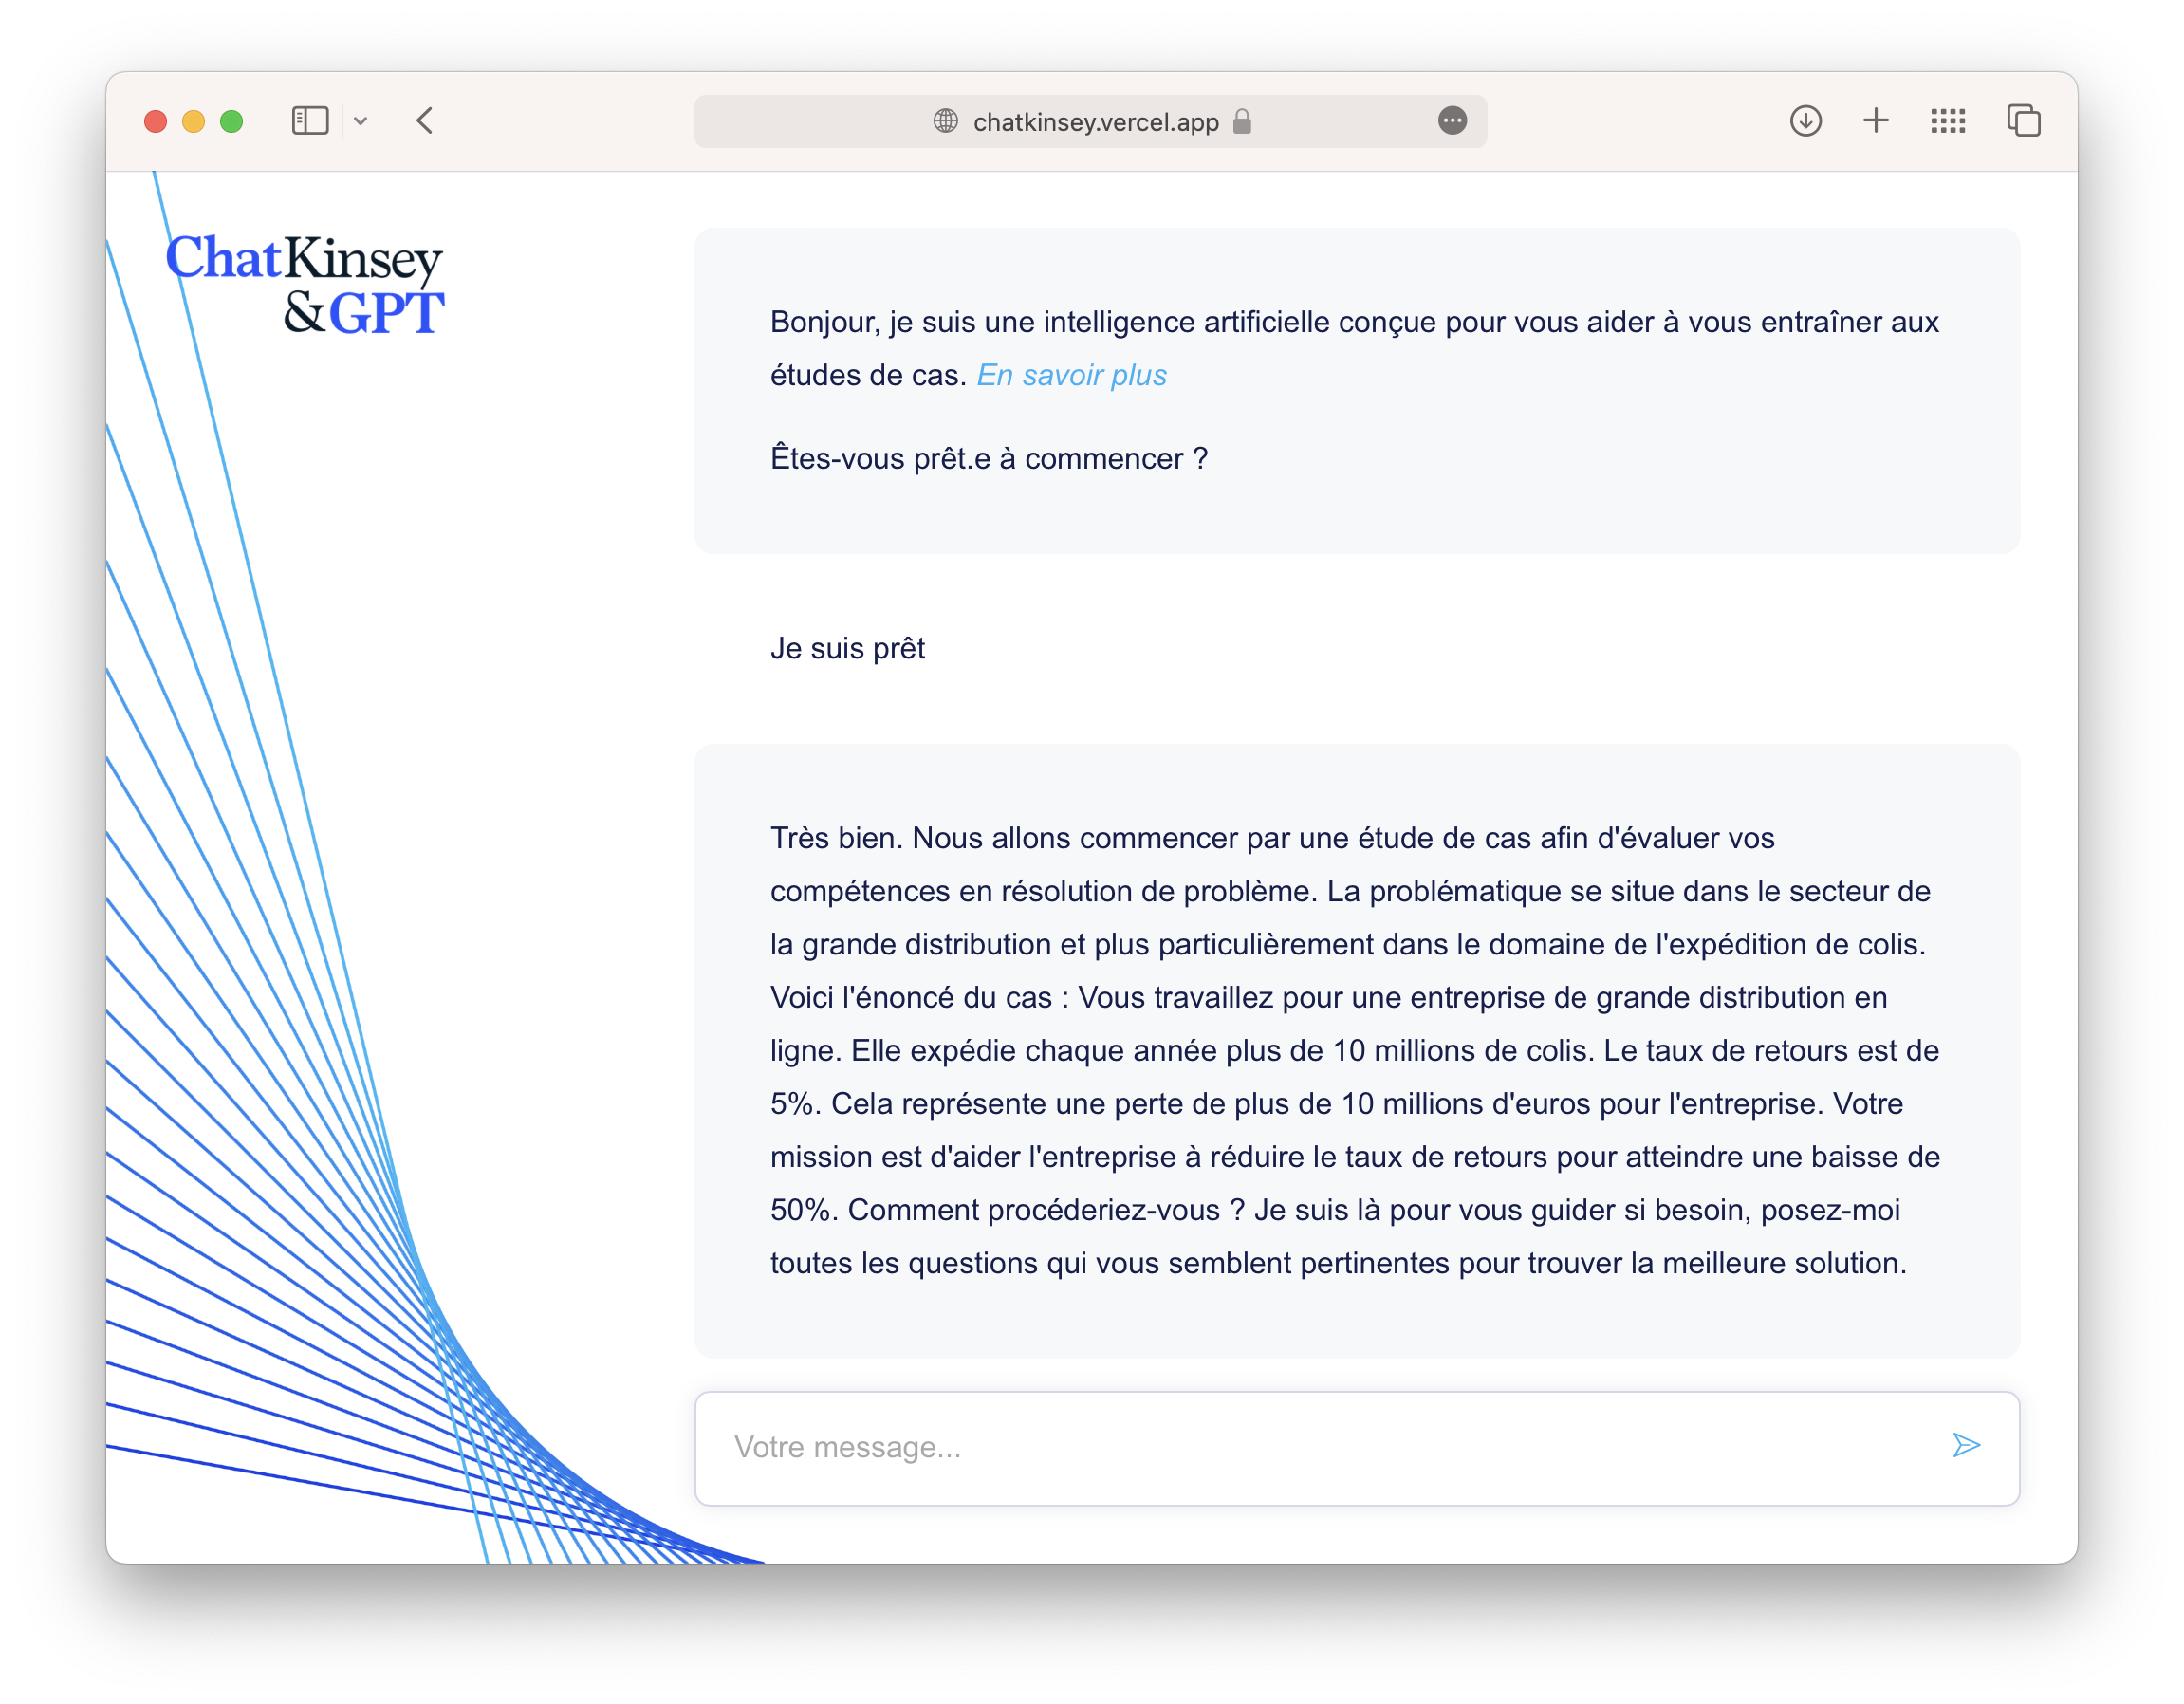 chatkinsey.vercel.app
ChatKinsey
&GPT
Bonjour, je suis une intelligence artificielle conçue pour vous aider à vous entraîner aux
études de cas. En savoir plus
Êtes-vous prêt.e à commencer ?
Je suis prêt
Très bien. Nous allons commencer par une étude de cas afin d'évaluer vos
compétences en résolution de problème. La problématique se situe dans le secteur de
la grande distribution et plus particulièrement dans le domaine de l'expédition de colis.
Voici l'énoncé du cas : Vous travaillez pour une entreprise de grande distribution en
ligne. Elle expédie chaque année plus de 10 millions de colis. Le taux de retours est de
5%. Cela représente une perte de plus de 10 millions d'euros pour l'entreprise. Votre
mission est d'aider l'entreprise à réduire le taux de retours pour atteindre une baisse de
50%. Comment procéderiez-vous ? Je suis là pour vous guider si besoin, posez-moi
toutes les questions qui vous semblent pertinentes pour trouver la meilleure solution.
Votre message...